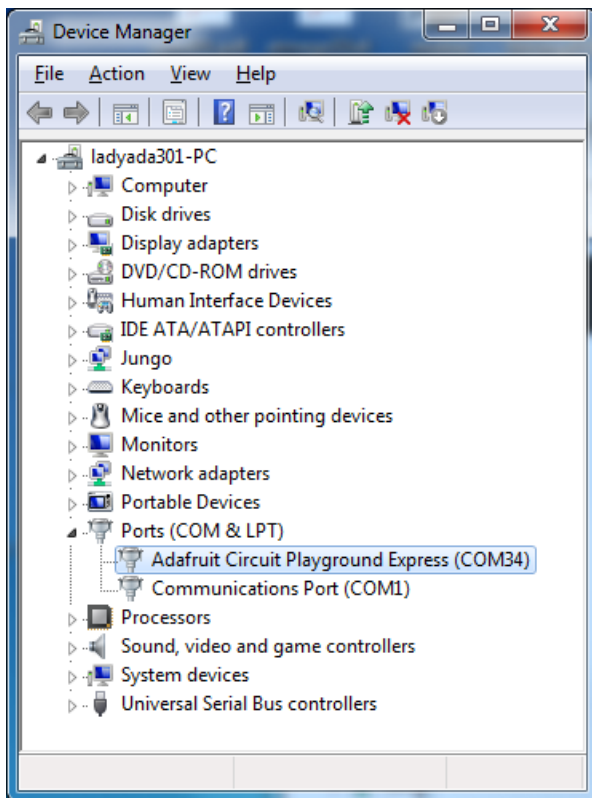 Device Manager
File Action View Help
ladyada301-PC
Computer
Disk drives
Display adapters
DVD/CD-ROM drives
Human Interface Devices
IDE ATA/ATAPI controllers
Jungo
Keyboards
Mice and other pointing devices
Monitors
Network adapters
Portable Devices
Ports (COM & LPT)
Adafruit Circuit Playground Express (COM34)
Communications Port (COM1)
Processors
Sound, video and game controllers
System devices
Universal Serial Bus controllers